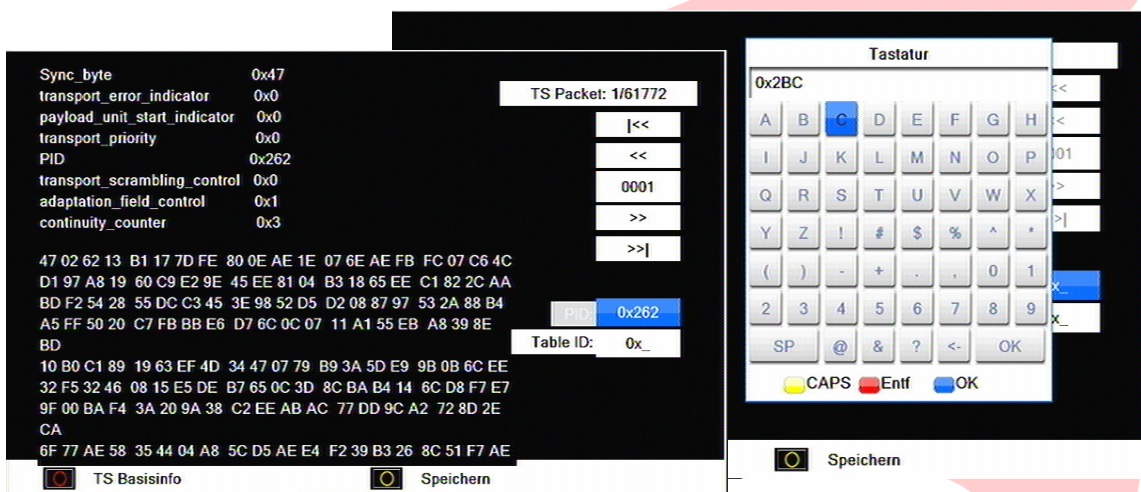 Sync_byte 0x47
transport_error_indicator 0x0
payload_unit_start_indicator 0x0
transport_priority 0x0
PID 0x262
transport_scrambling_control 0x0
adaptation_field_control 0x1
continuity_counter 0x3
47 02 62 13 B1 17 7D FE 80 0E AE 1E 07 6E AE FB FC 07 C6 4C
D1 97 A8 19 60 C9 E2 9E 45 EE 81 04 B3 18 65 EE C1 82 2C AA
BD F2 54 28 55 DC C3 45 3E 98 52 D5 D2 08 87 97 53 2A 88 B4
A5 FF 50 20 C7 FB BB E6 D7 6C 0C 07 11 A1 55 EB A8 39 8E
BD
10 B0 C1 89 19 63 EF 4D 34 47 07 79 B9 3A 5D E9 9B 0B 6C EE
32 F5 32 46 08 15 E5 DE B7 65 0C 3D 8C BA B4 14 6C D8 F7 E7
9F 00 BA F4 3A 20 9A 38 C2 EE AB AC 77 DD 9C A2 72 8D 2E
CA
6F 77 AE 58 35 44 04 A8 5C D5 AE E4 F2 39 B3 26 8C 51 F7 AE
TS Packet: 1/61772
|<<
<<
0001
>>
>>|
PID: 0x262
Table ID: 0x_
TS Basisinfo Speichern
Tastatur
0x2BC
A B C D E F G H
I J K L M N O P
Q R S T U V W X
Y Z ! # $ % ^ *
( ) - + . , 0 1
2 3 4 5 6 7 8 9
SP @ & ? <- OK
CAPS Entf OK
<<
<
001
>
>|
x_
x_
Speichern